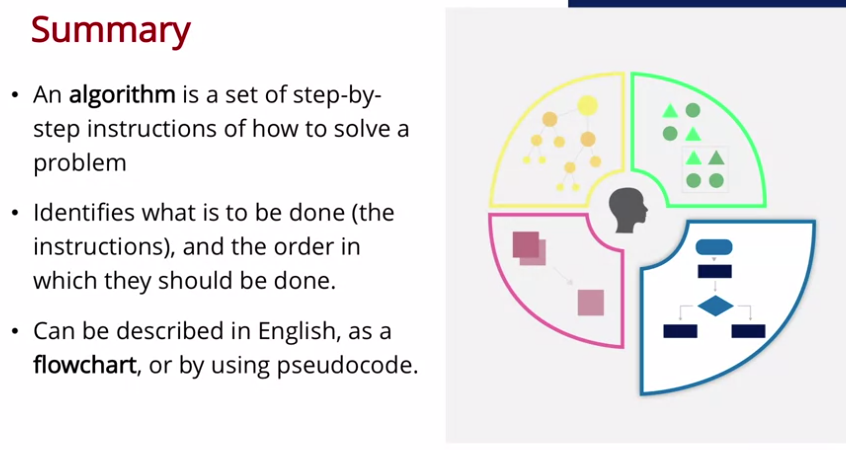 Summary
• An algorithm is a set of step-by-
step instructions of how to solve a
problem
• Identifies what is to be done (the
instructions), and the order in
which they should be done.
• Can be described in English, as a
flowchart, or by using pseudocode.